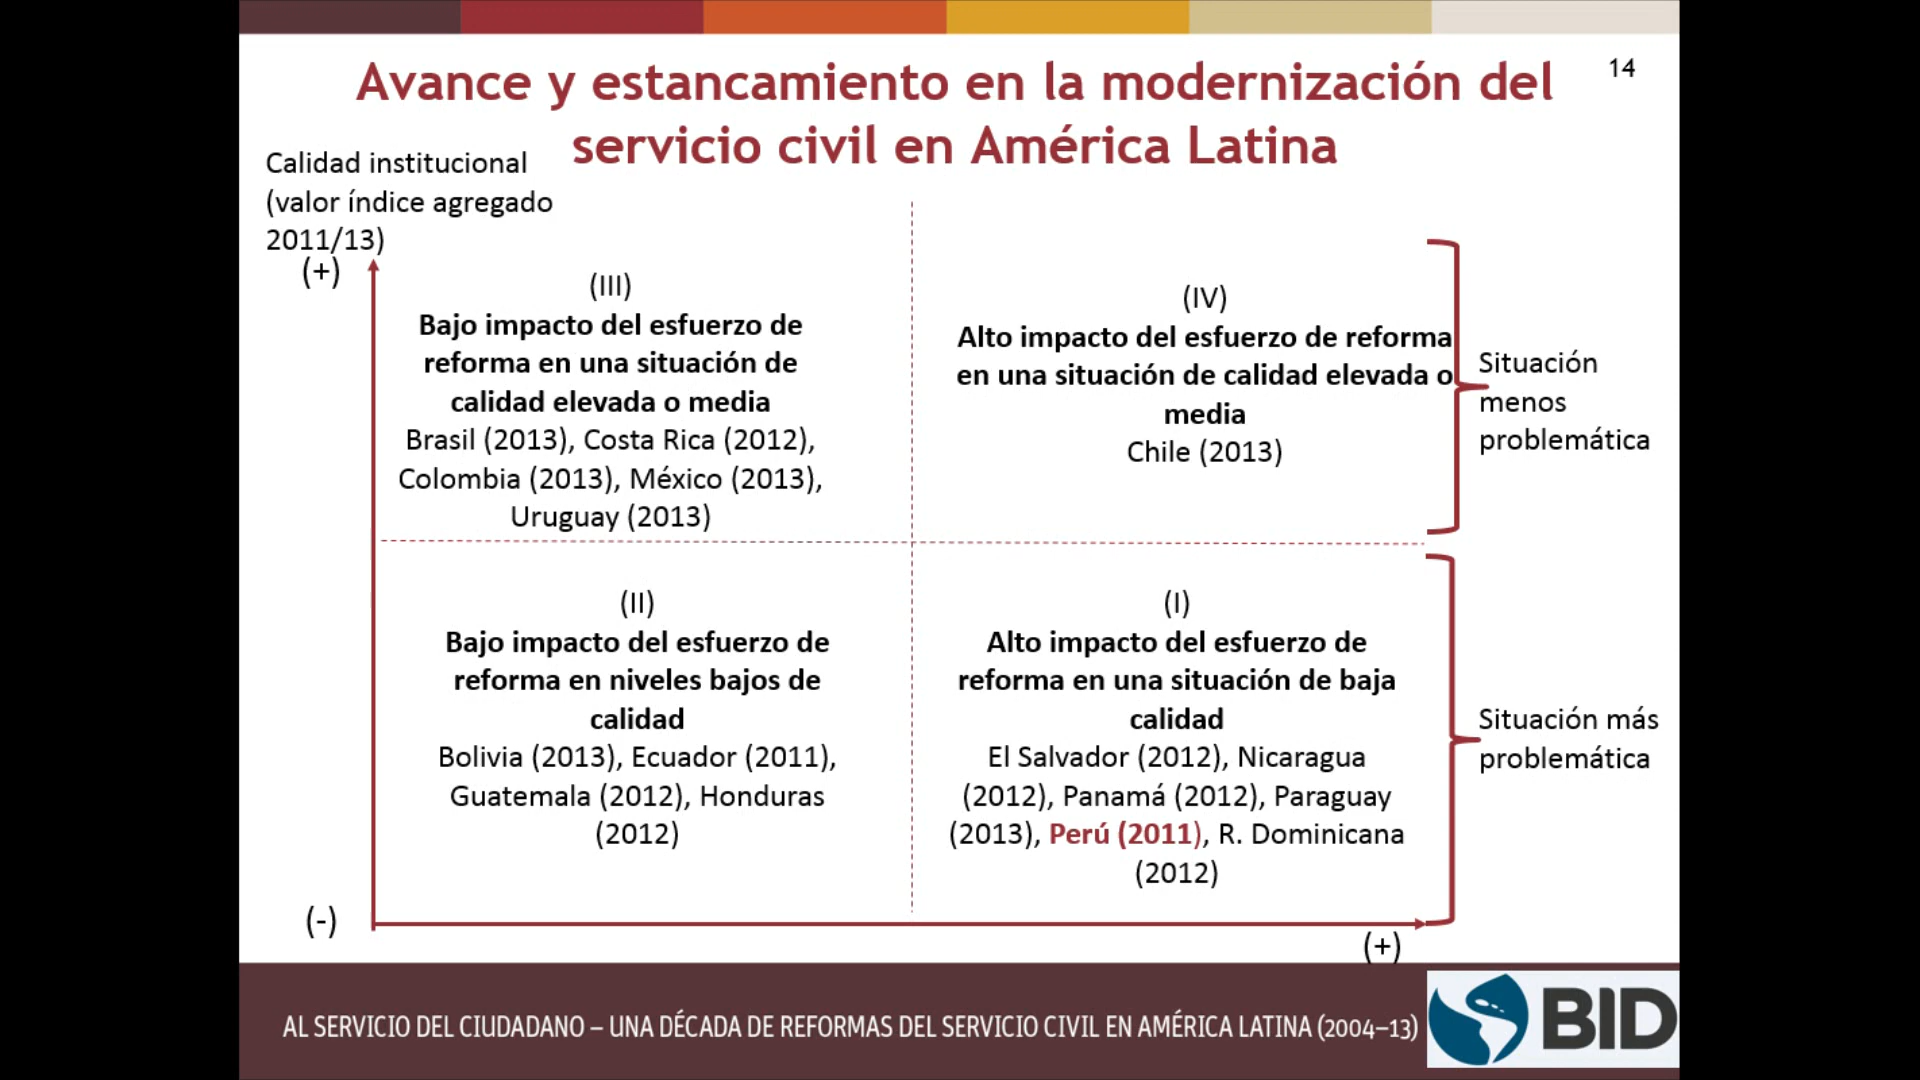 14
Avance y estancamiento en la modernización del
servicio civil en América Latina
Calidad institucional
(valor índice agregado
2011/13)
(+)
(III)
Bajo impacto del esfuerzo de
reforma en una situación de
calidad elevada o media
Brasil (2013), Costa Rica (2012),
Colombia (2013), México (2013),
Uruguay (2013)
(IV)
Alto impacto del esfuerzo de reforma
en una situación de calidad elevada o
media
Chile (2013)
Situación
menos
problemática
(II)
Bajo impacto del esfuerzo de
reforma en niveles bajos de
calidad
Bolivia (2013), Ecuador (2011),
Guatemala (2012), Honduras
(2012)
(I)
Alto impacto del esfuerzo de
reforma en una situación de baja
calidad
El Salvador (2012), Nicaragua
(2012), Panamá (2012), Paraguay
(2013), Perú (2011), R. Dominicana
(2012)
Situación más
problemática
(-)
(+)
AL SERVICIO DEL CIUDADANO – UNA DÉCADA DE REFORMAS DEL SERVICIO CIVIL EN AMÉRICA LATINA (2004–13)
BID